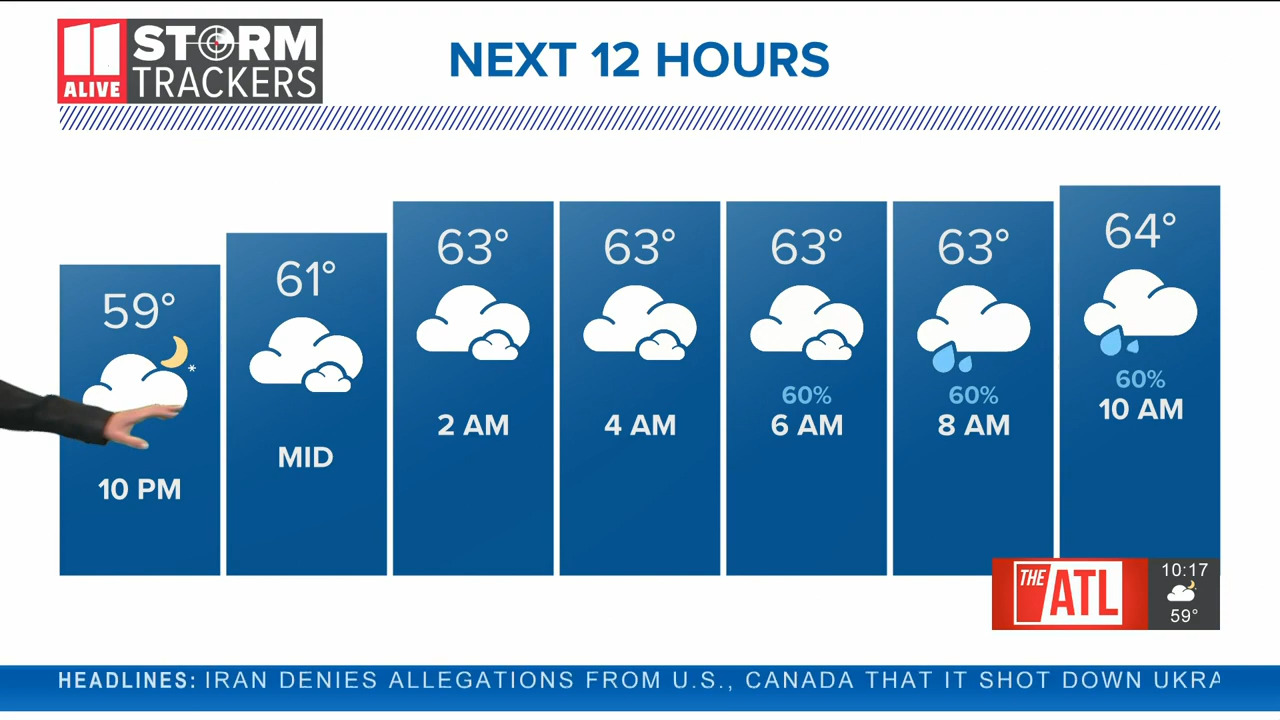 11
ALIVE
STORM
TRACKERS
NEXT 12 HOURS
59°
10 PM
61°
MID
63°
2 AM
63°
4 AM
63°
60%
6 AM
63°
60%
8 AM
64°
60%
10 AM
THE
ATL
10:17
59°
HEADLINES: IRAN DENIES ALLEGATIONS FROM U.S., CANADA THAT IT SHOT DOWN UKRA